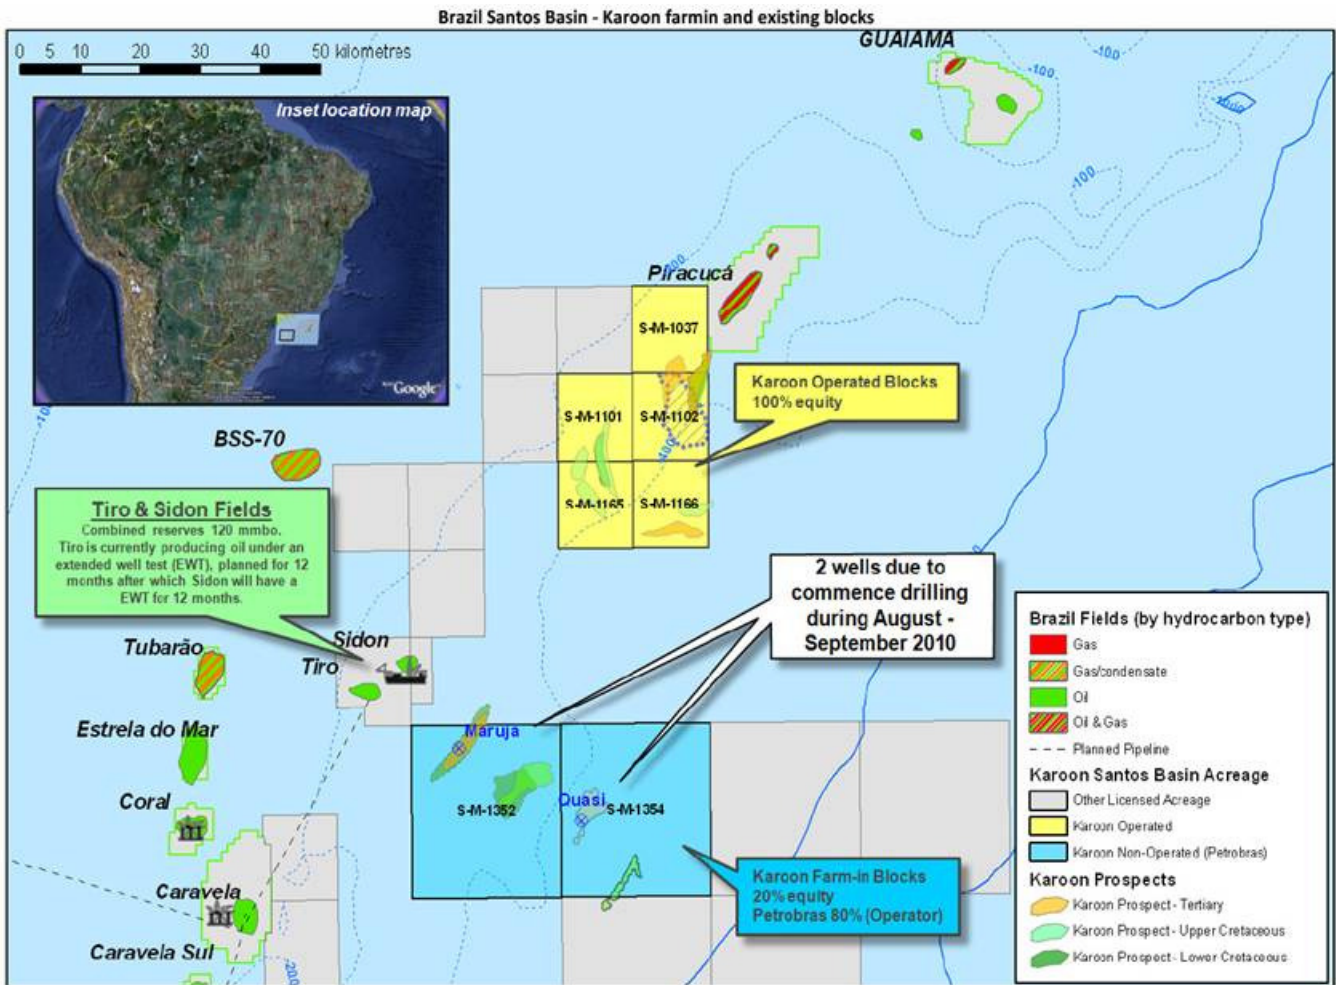 Brazil Santos Basin - Karoon farmin and existing blocks
0 5 10 20 30 40 50 kilometres
GUAIAMA
-100
-100
-100
Inset location map
Google
-200
Piracucá
S-M-1037
Karoon Operated Blocks
100% equity
S-M-1101
S-M-1102
-400
BSS-70
S-M-1165
S-M-1166
Tiro & Sidon Fields
Combined reserves 120 mmbo.
Tiro is currently producing oil under an
extended well test (EWT), planned for 12
months after which Sidon will have a
EWT for 12 months.
2 wells due to
commence drilling
during August -
September 2010
Tubarão
Sidon
Tiro
Estrela do Mar
Maruja
Coral
S-M-1352
Quasi
S-M-1354
Karoon Farm-in Blocks
20% equity
Petrobras 80% (Operator)
Caravela
Caravela Sul
-200
Brazil Fields (by hydrocarbon type)
Gas
Gas/condensate
Oil
Oil & Gas
Planned Pipeline
Karoon Santos Basin Acreage
Other Licensed Acreage
Karoon Operated
Karoon Non-Operated (Petrobras)
Karoon Prospects
Karoon Prospect - Tertiary
Karoon Prospect - Upper Cretaceous
Karoon Prospect - Lower Cretaceous